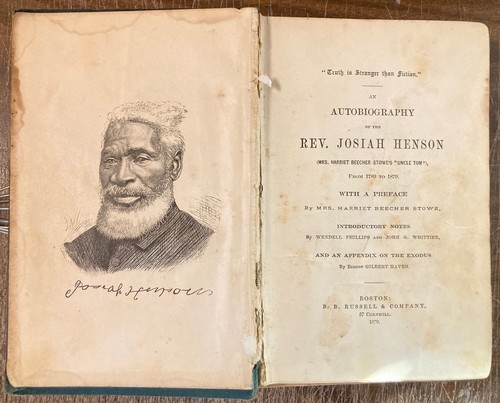 Josiah Henson
"Truth is Stranger than Fiction."
AN
AUTOBIOGRAPHY
OF THE
REV. JOSIAH HENSON
(MRS. HARRIET BEECHER STOWE'S "UNCLE TOM"),
FROM 1789 TO 1879.
WITH A PREFACE
BY MRS. HARRIET BEECHER STOWE,
INTRODUCTORY NOTES
BY WENDELL PHILLIPS AND JOHN G. WHITTIER,
AND AN APPENDIX ON THE EXODUS
BY BISHOP GILBERT HAVEN.
BOSTON:
B. B. RUSSELL & COMPANY,
57 CORNHILL.
1879.